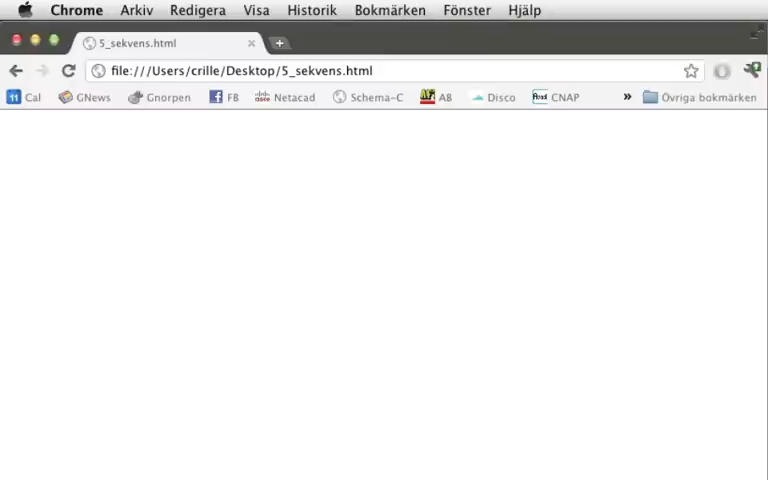 Chrome Arkiv Redigera Visa Historik Bokmärken Fönster Hjälp
5_sekvens.html
file:///Users/crille/Desktop/5_sekvens.html
11 Cal GNews Gnorpen FB Netacad Schema-C AB Disco CNAP » Övriga bokmärken